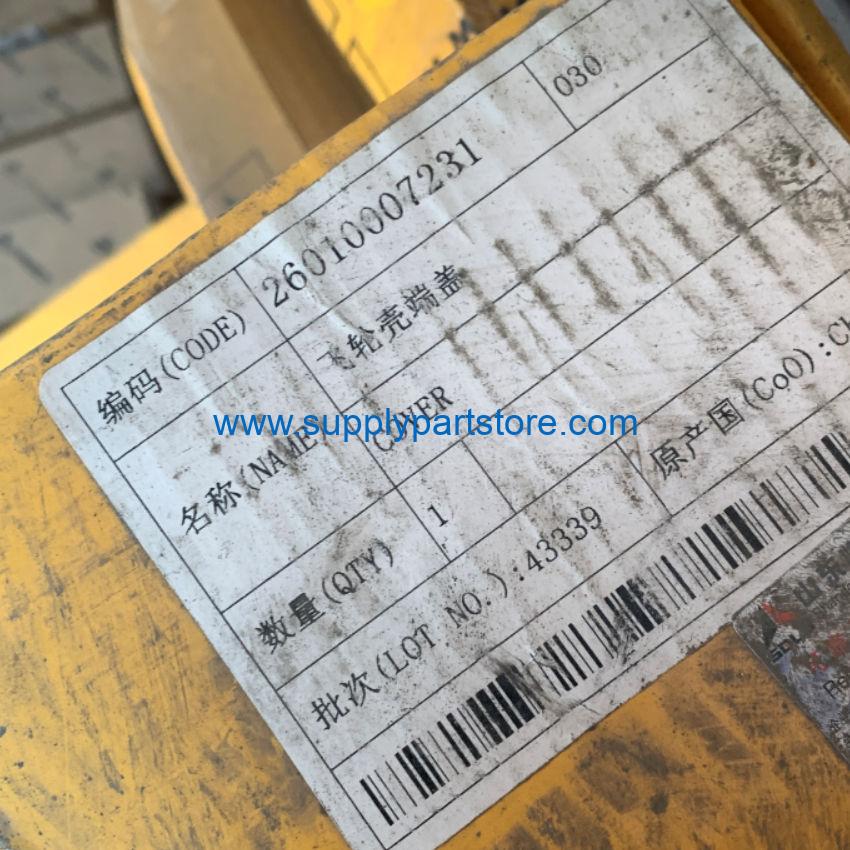 编码(CODE) 26010007231 030
名称(NAME) 飞轮壳端盖
COVER
数量(QTY) 1
批次(LOT NO.):43339 原产国(CoO):Ch
www.supplypartstore.com